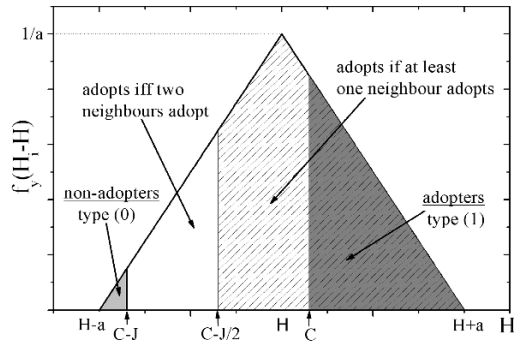 1/a
adopts iff two
neighbours adopt
adopts if at least
one neighbour adopts
f_y(H_i-H)
non-adopters
type (0)
adopters
type (1)
H-a
C-J
C-J/2
H
C
H+a
H